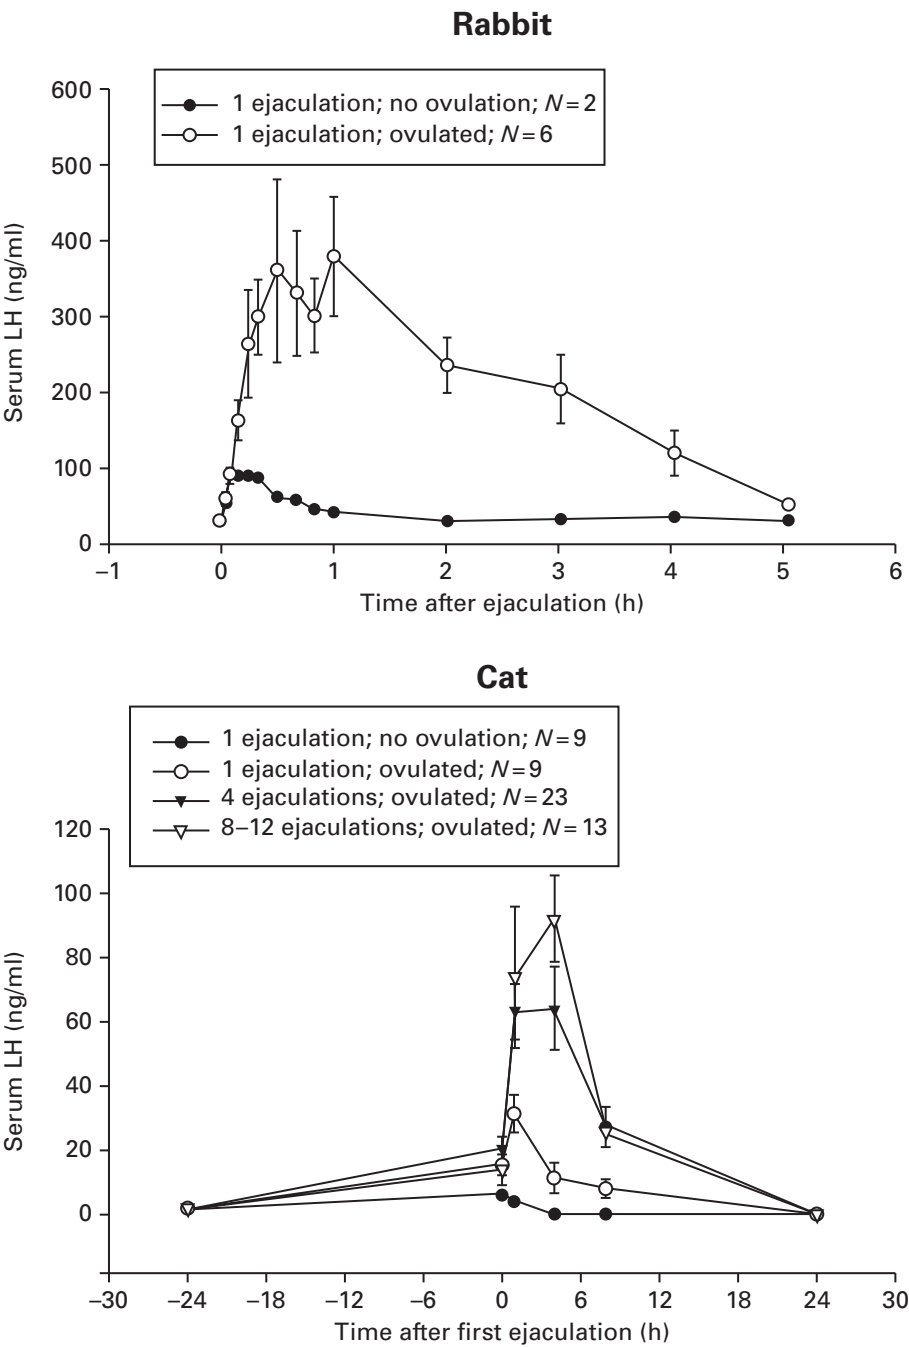 Rabbit
1 ejaculation; no ovulation; N=2
1 ejaculation; ovulated; N=6
600
500
400
300
200
100
0
Serum LH (ng/ml)
–1 0 1 2 3 4 5 6
Time after ejaculation (h)
Cat
1 ejaculation; no ovulation; N=9
1 ejaculation; ovulated; N=9
4 ejaculations; ovulated; N=23
8–12 ejaculations; ovulated; N=13
120
100
80
60
40
20
0
Serum LH (ng/ml)
–30 –24 –18 –12 –6 0 6 12 18 24 30
Time after first ejaculation (h)